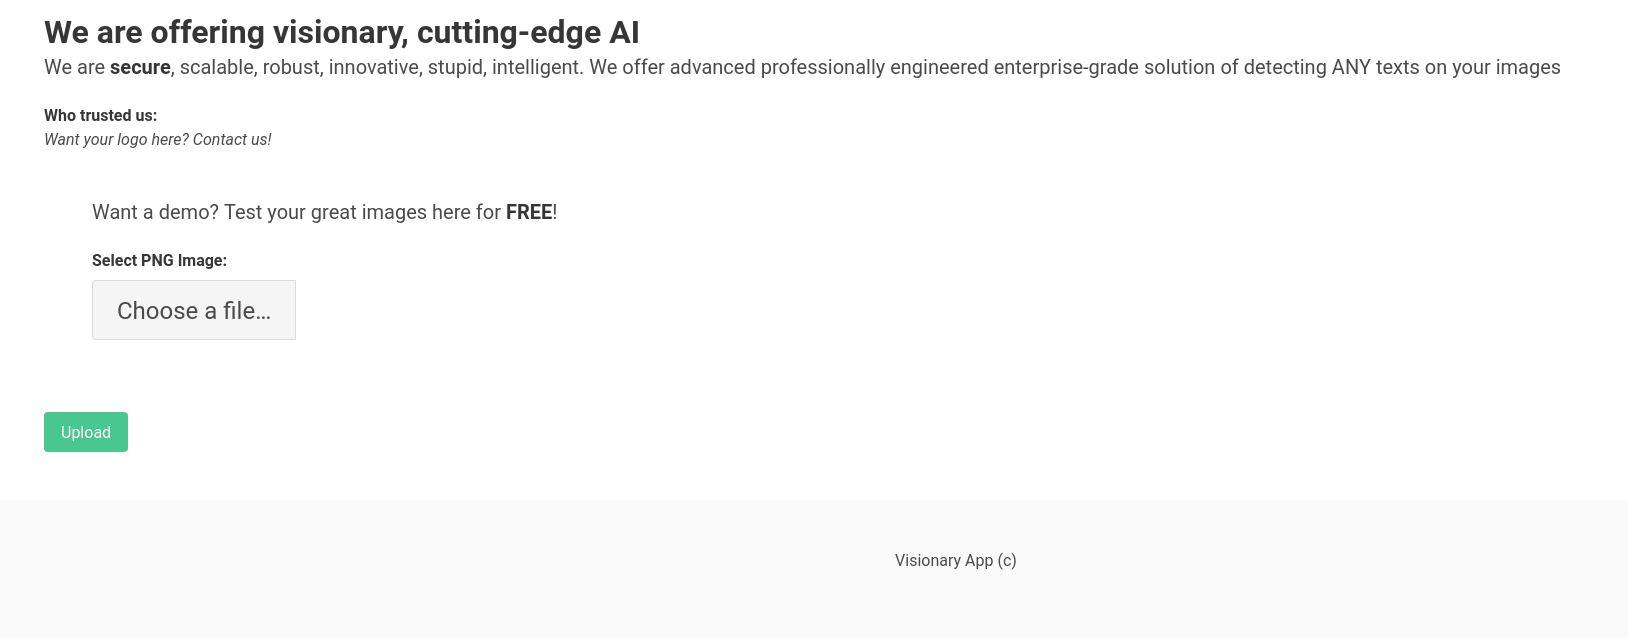 We are offering visionary, cutting-edge AI
We are secure, scalable, robust, innovative, stupid, intelligent. We offer advanced professionally engineered enterprise-grade solution of detecting ANY texts on your images
Who trusted us:
Want your logo here? Contact us!
Want a demo? Test your great images here for FREE!
Select PNG Image:
Choose a file…
Upload
Visionary App (c)